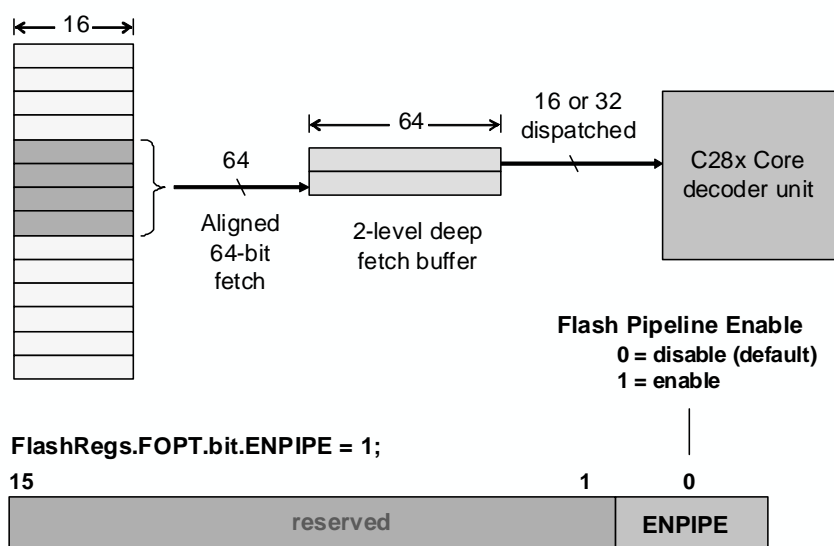 16
64
Aligned
64-bit
fetch
64
2-level deep
fetch buffer
16 or 32
dispatched
C28x Core
decoder unit
Flash Pipeline Enable
0 = disable (default)
1 = enable
FlashRegs.FOPT.bit.ENPIPE = 1;
15 1 0
reserved ENPIPE